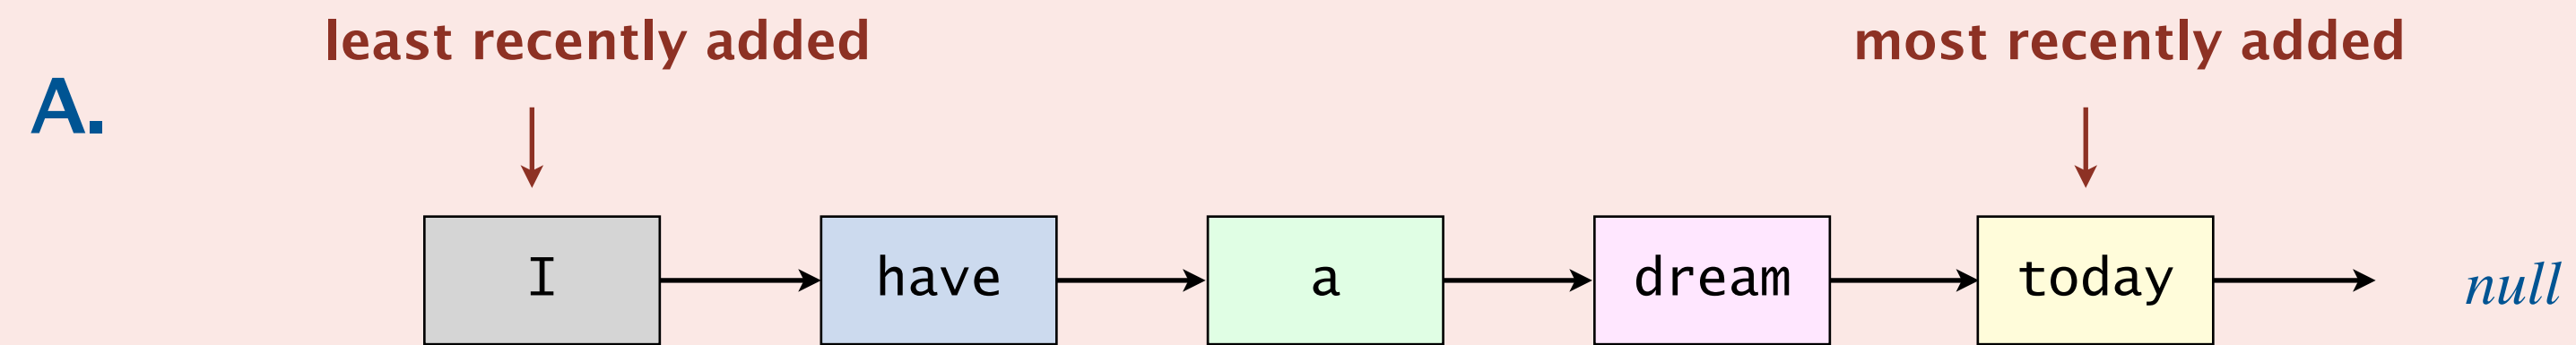 least recently added most recently added
A.
I have a dream today null